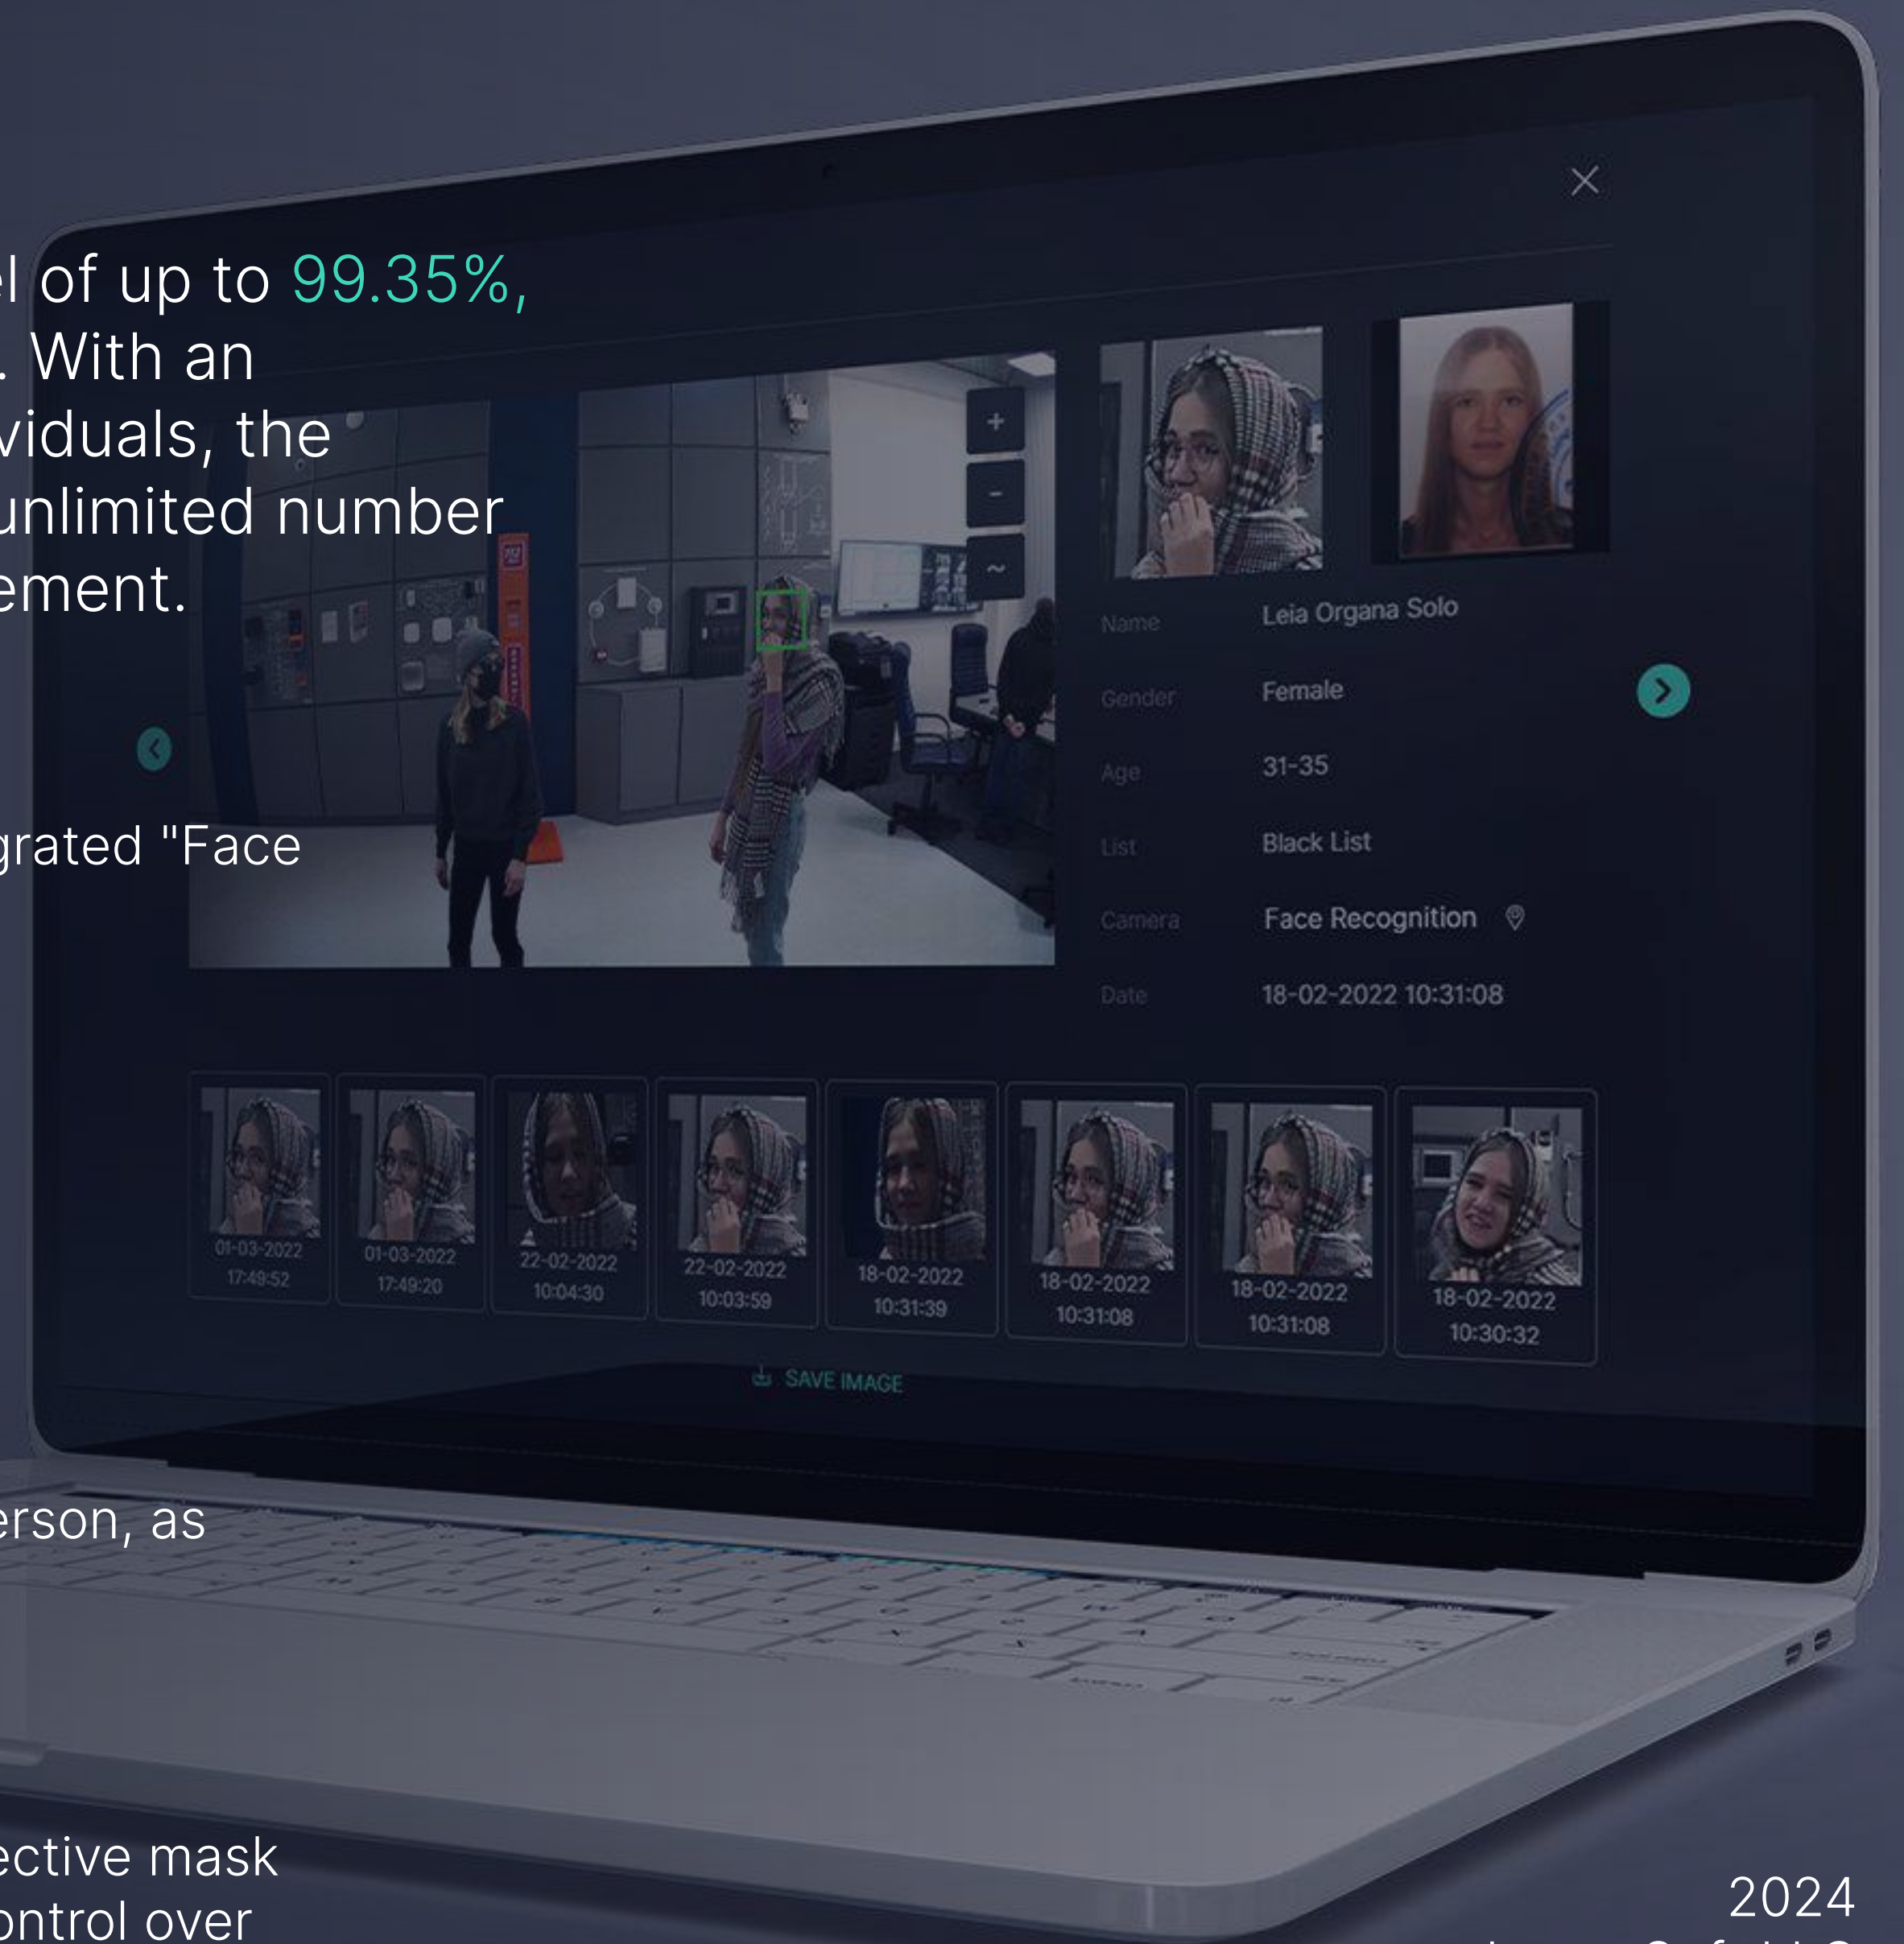 el of up to 99.35%,
. With an
viduals, the
unlimited number
ement.
grated "Face
erson, as
ective mask
ontrol over
2024
+
-
~
Name Leia Organa Solo
Gender Female
Age 31-35
List Black List
Camera Face Recognition
Date 18-02-2022 10:31:08
01-03-2022
17:49:52
01-03-2022
17:49:20
22-02-2022
10:04:30
22-02-2022
10:03:59
18-02-2022
10:31:39
18-02-2022
10:31:08
18-02-2022
10:31:08
18-02-2022
10:30:32
SAVE IMAGE